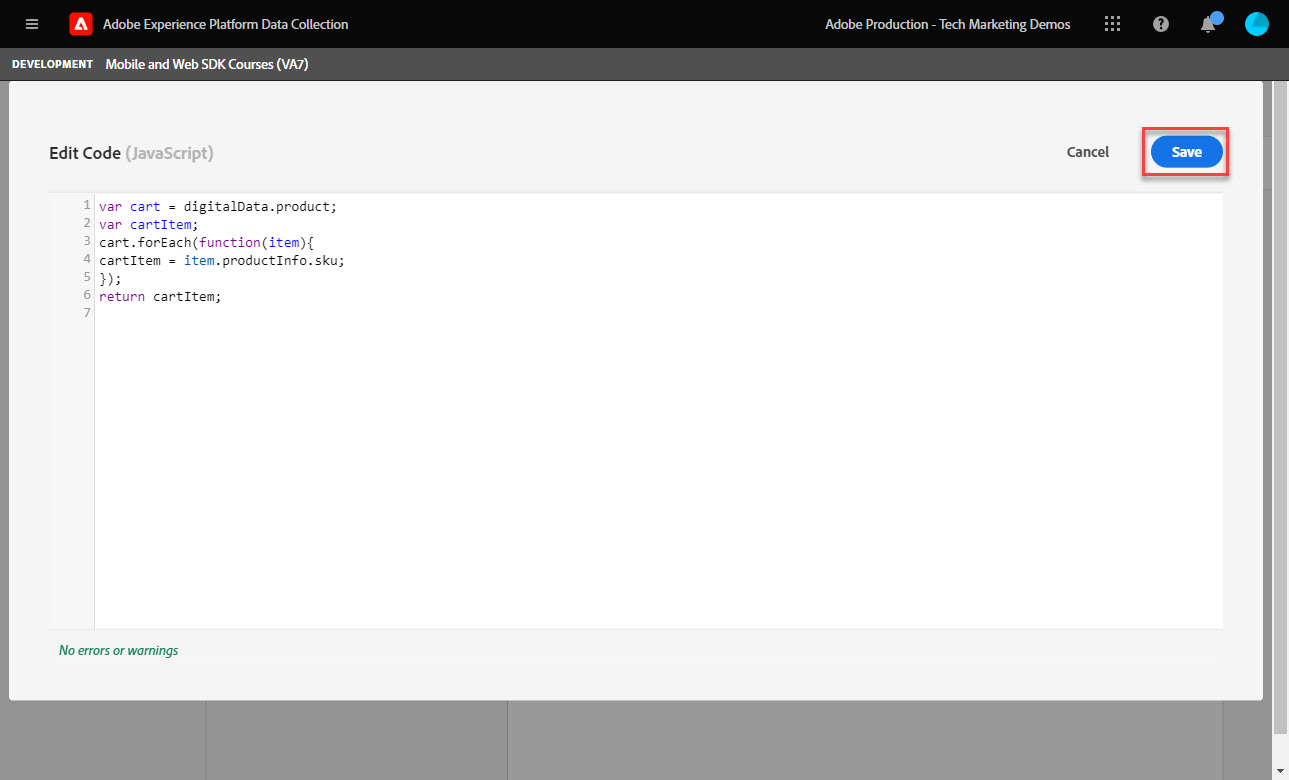 Adobe Experience Platform Data Collection
Adobe Production - Tech Marketing Demos
DEVELOPMENT Mobile and Web SDK Courses (VA7)
Edit Code (JavaScript)
Cancel
Save
1 var cart = digitalData.product;
2 var cartItem;
3 cart.forEach(function(item){
4 cartItem = item.productInfo.sku;
5 });
6 return cartItem;
7
No errors or warnings